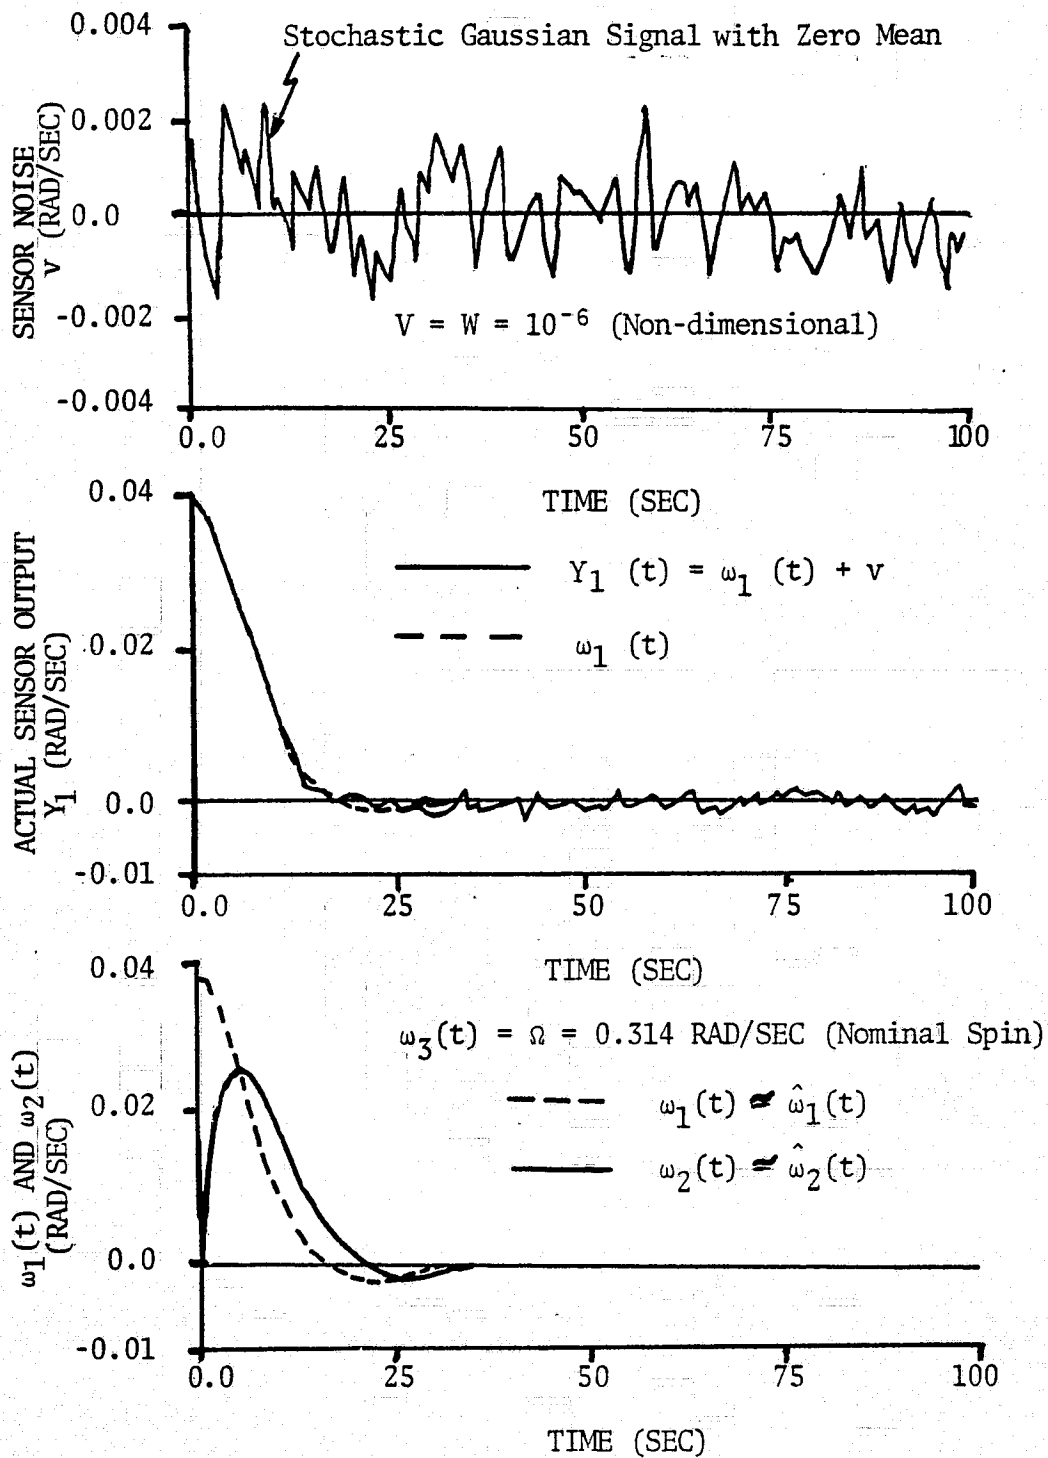 0.004
Stochastic Gaussian Signal with Zero Mean
0.002
0.0
-0.002
-0.004
SENSOR NOISE
v (RAD/SEC)
V = W = 10⁻⁶ (Non-dimensional)
0.0 25 50 75 100
TIME (SEC)
0.04
0.02
0.0
-0.01
ACTUAL SENSOR OUTPUT
Y₁ (RAD/SEC)
Y₁ (t) = ω₁ (t) + v
ω₁ (t)
0.0 25 50 75 100
TIME (SEC)
0.04
0.02
0.0
-0.01
ω₁(t) AND ω₂(t)
(RAD/SEC)
ω₃(t) = Ω = 0.314 RAD/SEC (Nominal Spin)
ω₁(t) ≅ ω̂₁(t)
ω₂(t) ≅ ω̂₂(t)
0.0 25 50 75 100
TIME (SEC)